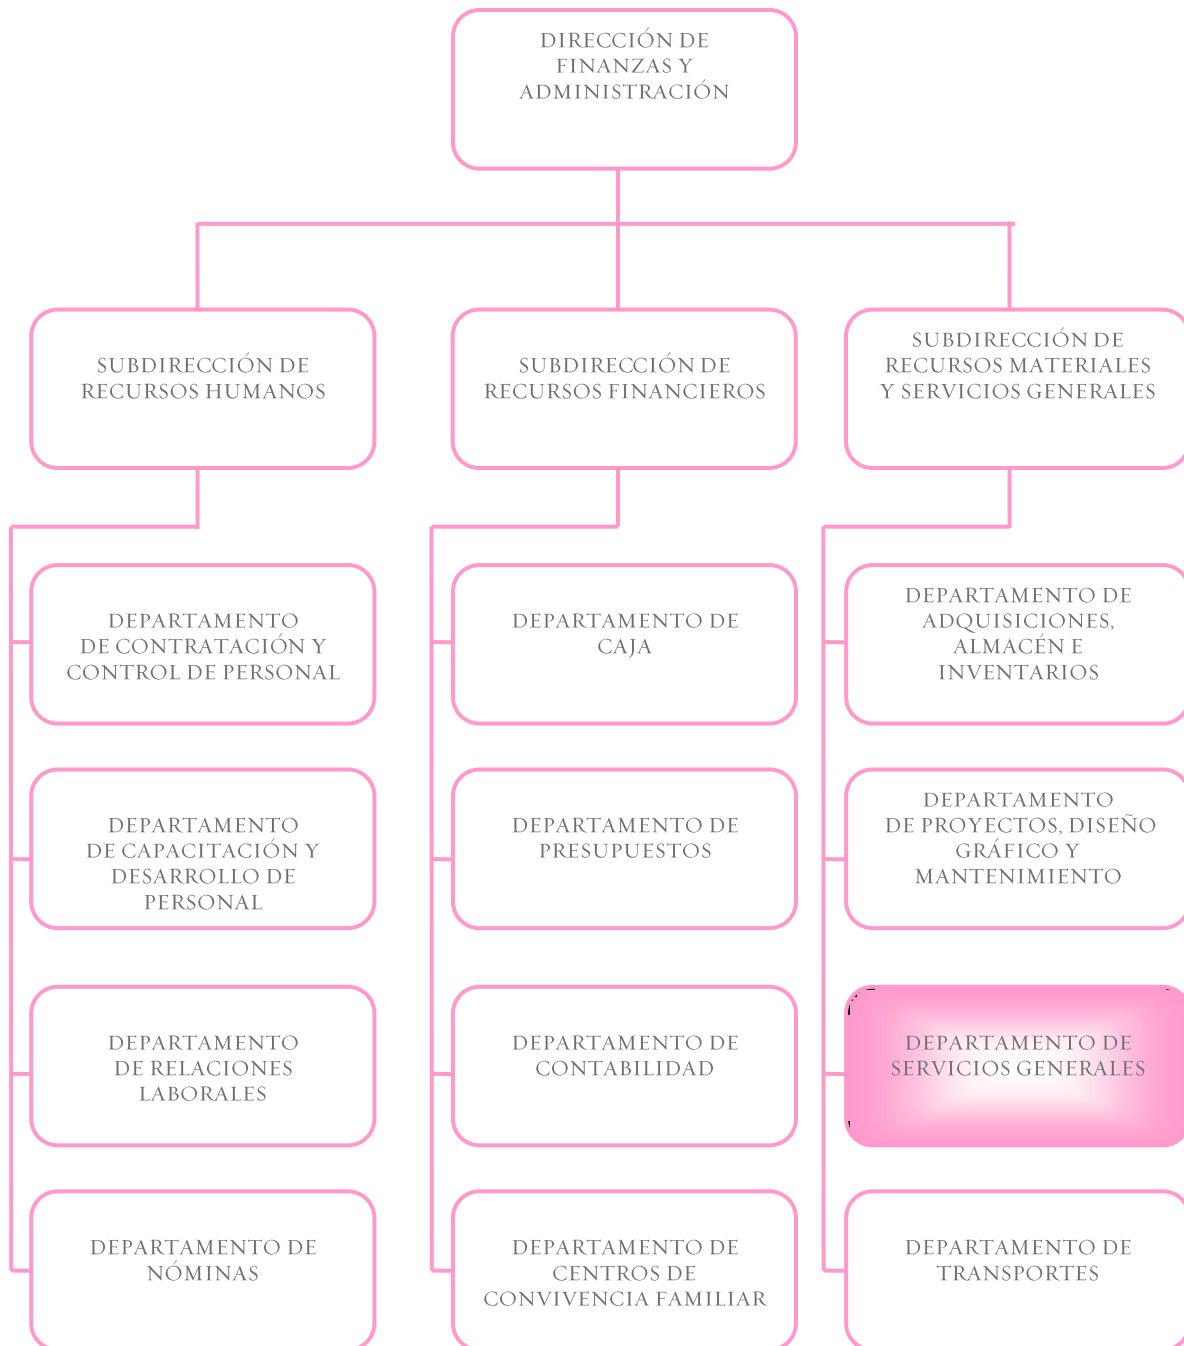 DIRECCIÓN DE
FINANZAS Y
ADMINISTRACIÓN
SUBDIRECCIÓN DE
RECURSOS HUMANOS
SUBDIRECCIÓN DE
RECURSOS FINANCIEROS
SUBDIRECCIÓN DE
RECURSOS MATERIALES
Y SERVICIOS GENERALES
DEPARTAMENTO
DE CONTRATACIÓN Y
CONTROL DE PERSONAL
DEPARTAMENTO DE
CAJA
DEPARTAMENTO DE
ADQUISICIONES,
ALMACÉN E
INVENTARIOS
DEPARTAMENTO
DE CAPACITACIÓN Y
DESARROLLO DE
PERSONAL
DEPARTAMENTO DE
PRESUPUESTOS
DEPARTAMENTO
DE PROYECTOS, DISEÑO
GRÁFICO Y
MANTENIMIENTO
DEPARTAMENTO
DE RELACIONES
LABORALES
DEPARTAMENTO DE
CONTABILIDAD
DEPARTAMENTO DE
SERVICIOS GENERALES
DEPARTAMENTO DE
NÓMINAS
DEPARTAMENTO DE
CENTROS DE
CONVIVENCIA FAMILIAR
DEPARTAMENTO DE
TRANSPORTES